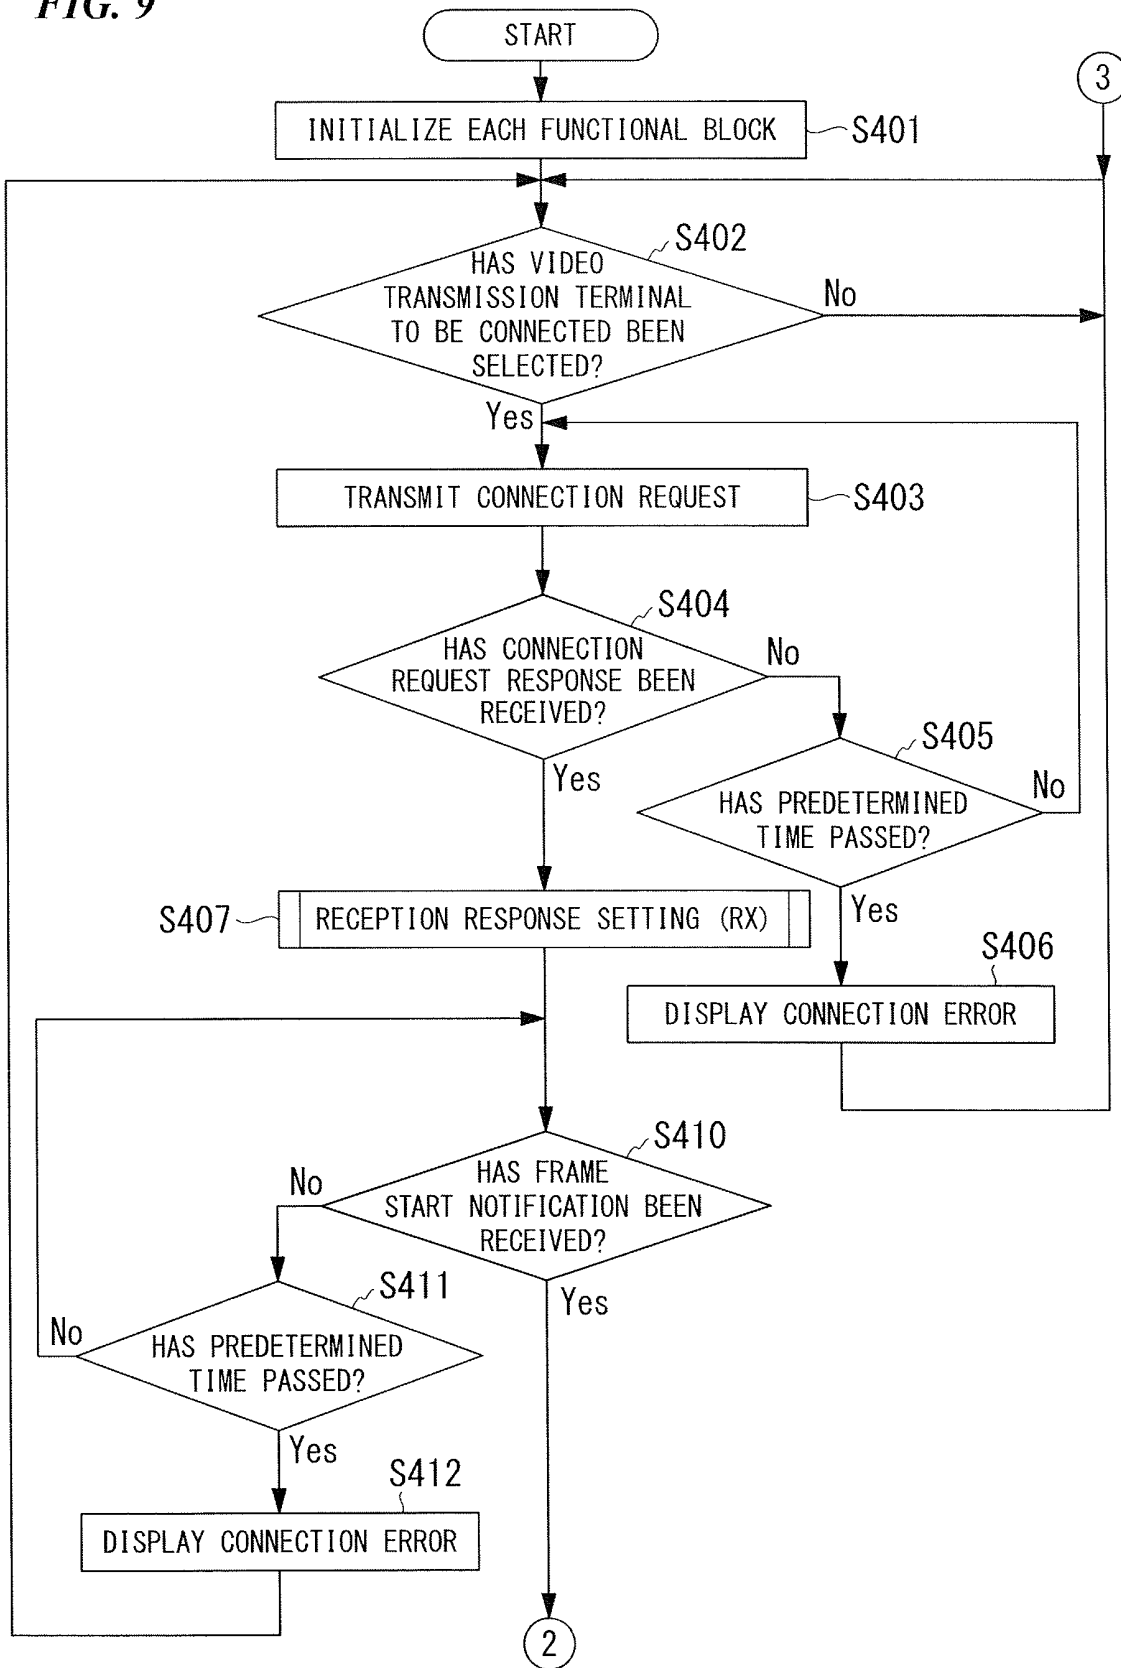 FIG. 9
START
3
INITIALIZE EACH FUNCTIONAL BLOCK
S401
S402
HAS VIDEO
TRANSMISSION TERMINAL
TO BE CONNECTED BEEN
SELECTED?
No
Yes
TRANSMIT CONNECTION REQUEST
S403
S404
HAS CONNECTION
REQUEST RESPONSE BEEN
RECEIVED?
No
Yes
S405
HAS PREDETERMINED
TIME PASSED?
No
Yes
S407
RECEPTION RESPONSE SETTING (RX)
S406
DISPLAY CONNECTION ERROR
S410
HAS FRAME
START NOTIFICATION BEEN
RECEIVED?
No
Yes
S411
HAS PREDETERMINED
TIME PASSED?
No
Yes
S412
DISPLAY CONNECTION ERROR
2